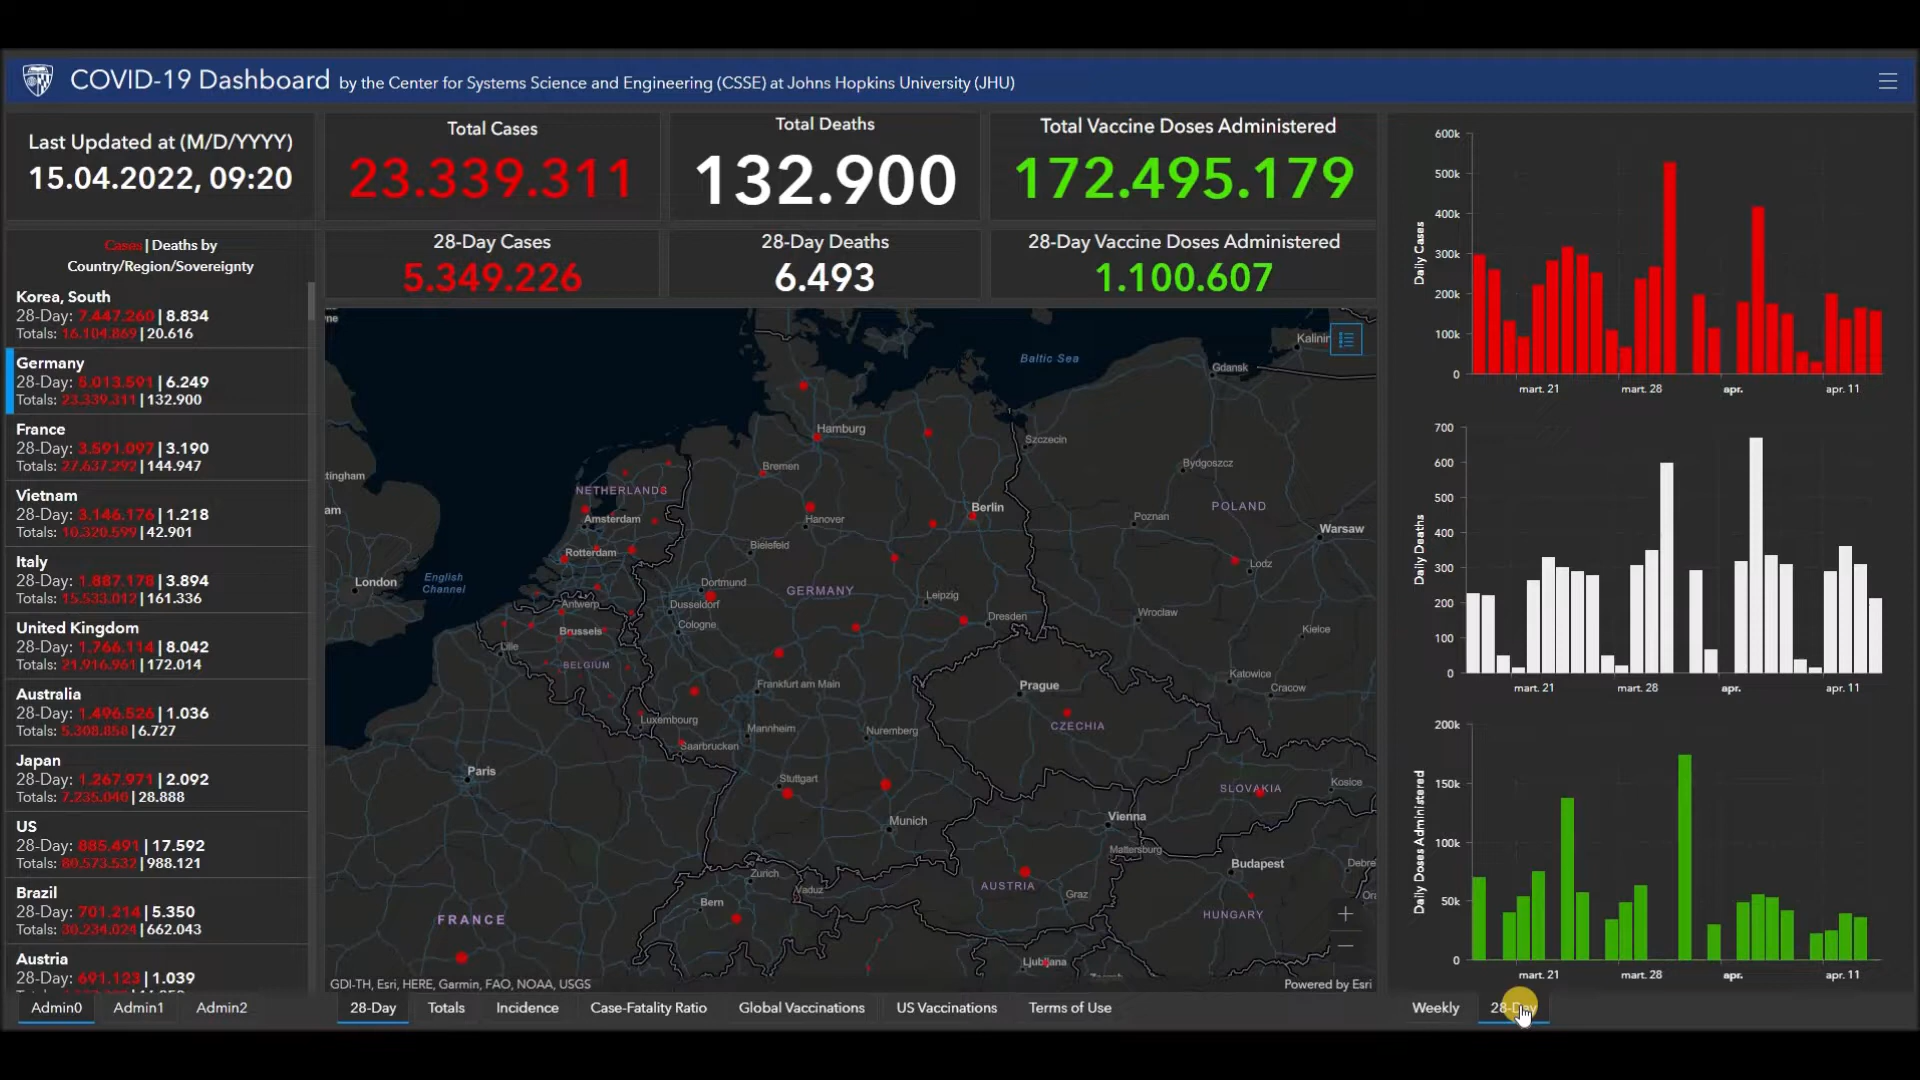 COVID-19 Dashboard by the Center for Systems Science and Engineering (CSSE) at Johns Hopkins University (JHU)
Last Updated at (M/D/YYYY)
15.04.2022, 09:20
Total Cases
23.339.311
Total Deaths
132.900
Total Vaccine Doses Administered
172.495.179
28-Day Cases
5.349.226
28-Day Deaths
6.493
28-Day Vaccine Doses Administered
1.100.607
Cases | Deaths by
Country/Region/Sovereignty
Korea, South
28-Day: 7.447.260 | 8.834
Totals: 16.104.869 | 20.616
Germany
28-Day: 5.013.591 | 6.249
Totals: 23.339.311 | 132.900
France
28-Day: 3.591.097 | 3.190
Totals: 27.637.292 | 144.947
Vietnam
28-Day: 3.146.176 | 1.218
Totals: 10.320.599 | 42.901
Italy
28-Day: 1.887.178 | 3.894
Totals: 15.533.012 | 161.336
United Kingdom
28-Day: 1.766.114 | 8.042
Totals: 21.916.961 | 172.014
Australia
28-Day: 1.496.526 | 1.036
Totals: 5.308.858 | 6.727
Japan
28-Day: 1.267.971 | 2.092
Totals: 7.235.040 | 28.888
US
28-Day: 885.491 | 17.592
Totals: 80.573.532 | 988.121
Brazil
28-Day: 701.214 | 5.350
Totals: 30.234.024 | 662.043
Austria
28-Day: 691.123 | 1.039
Admin0 Admin1 Admin2
yne
Baltic Sea
Kalinin
Gdansk
Hamburg
Szczecin
Bydgoszcz
Bremen
tingham
NETHERLANDS
am
Amsterdam
Hanover
Berlin
POLAND
Poznan
Warsaw
Rotterdam
Bielefeld
English
Channel
London
Dortmund
GERMANY
Lodz
Antwerp
Dusseldorf
Leipzig
Dresden
Wroclaw
Cologne
Brussels
Kielce
Lille
BELGIUM
Frankfurt am Main
Prague
Katowice
Cracow
Luxembourg
CZECHIA
Mannheim
Nuremberg
Saarbrucken
Paris
Stuttgart
SLOVAKIA
Kosice
Munich
Vienna
Mattersburg
Budapest
Debre
Zurich
Vaduz
AUSTRIA
Graz
Bern
HUNGARY
FRANCE
Ljubljana
GDI-TH, Esri, HERE, Garmin, FAO, NOAA, USGS
Powered by Esri
28-Day Totals Incidence Case-Fatality Ratio Global Vaccinations US Vaccinations Terms of Use
Daily Cases
600k
500k
400k
300k
200k
100k
0
mart. 21 mart. 28 apr. apr. 11
Daily Deaths
700
600
500
400
300
200
100
0
mart. 21 mart. 28 apr. apr. 11
Daily Doses Administered
200k
150k
100k
50k
0
mart. 21 mart. 28 apr. apr. 11
Weekly 28-Day